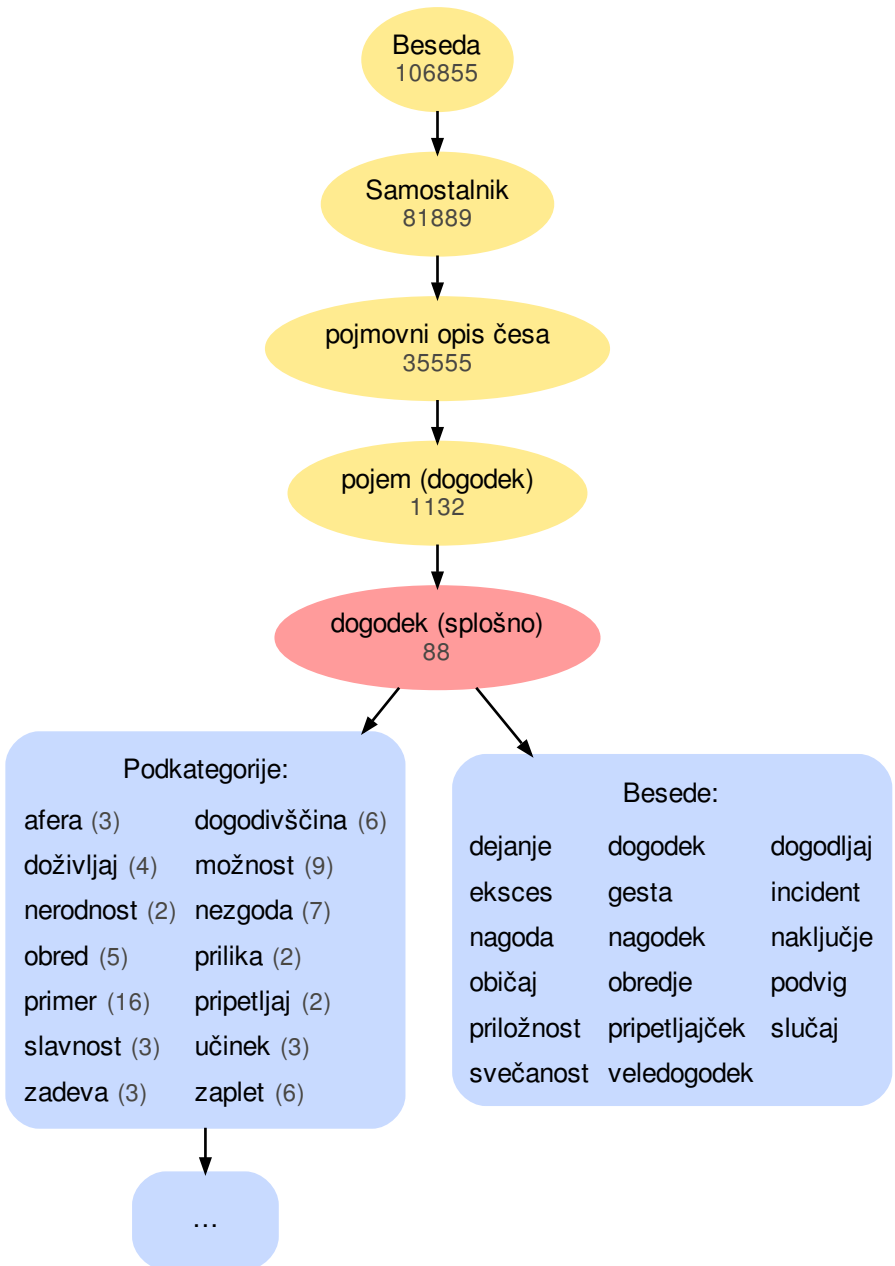 Beseda
106855
Samostalnik
81889
pojmovni opis česa
35555
pojem (dogodek)
1132
dogodek (splošno)
88
Podkategorije:
afera (3) dogodivščina (6)
doživljaj (4) možnost (9)
nerodnost (2) nezgoda (7)
obred (5) prilika (2)
primer (16) pripetljaj (2)
slavnost (3) učinek (3)
zadeva (3) zaplet (6)
Besede:
dejanje dogodek dogodljaj
eksces gesta incident
nagoda nagodek naključje
običaj obredje podvig
priložnost pripetljajček slučaj
svečanost veledogodek
…